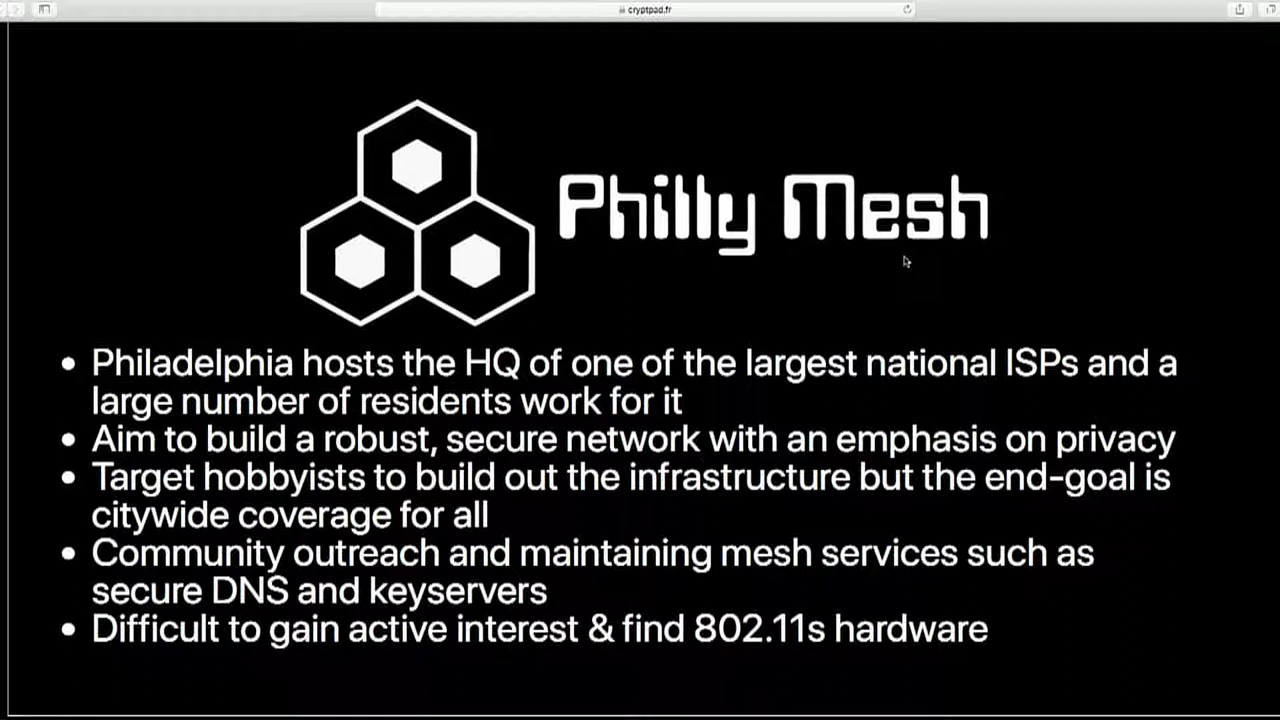 cryptpad.fr
Philly Mesh
• Philadelphia hosts the HQ of one of the largest national ISPs and a
large number of residents work for it
• Aim to build a robust, secure network with an emphasis on privacy
• Target hobbyists to build out the infrastructure but the end-goal is
citywide coverage for all
• Community outreach and maintaining mesh services such as
secure DNS and keyservers
• Difficult to gain active interest & find 802.11s hardware